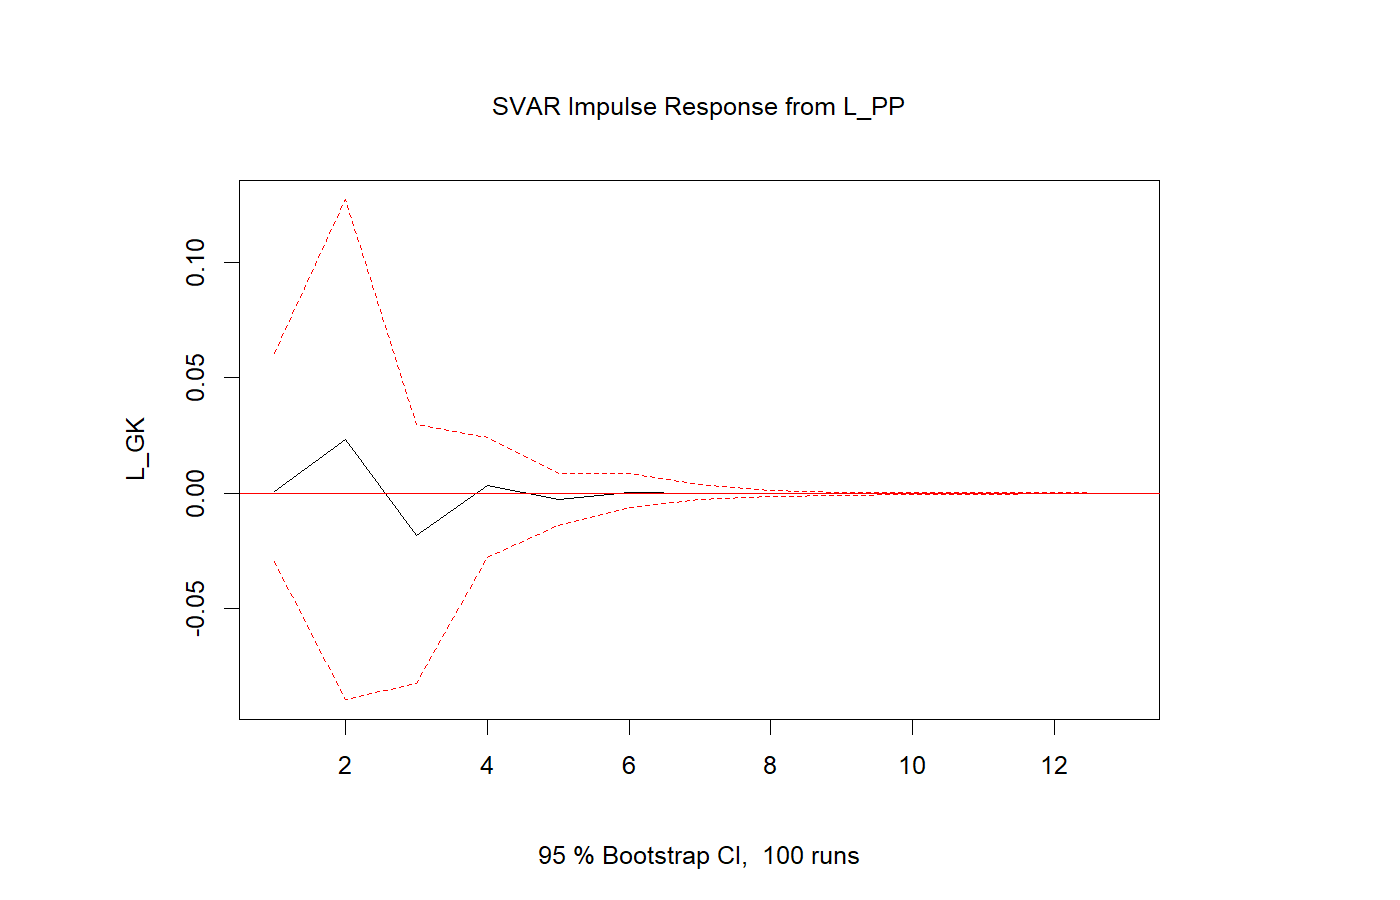 SVAR Impulse Response from L_PP
L_GK
0.10
0.05
0.00
-0.05
2 4 6 8 10 12
95 % Bootstrap CI,  100 runs